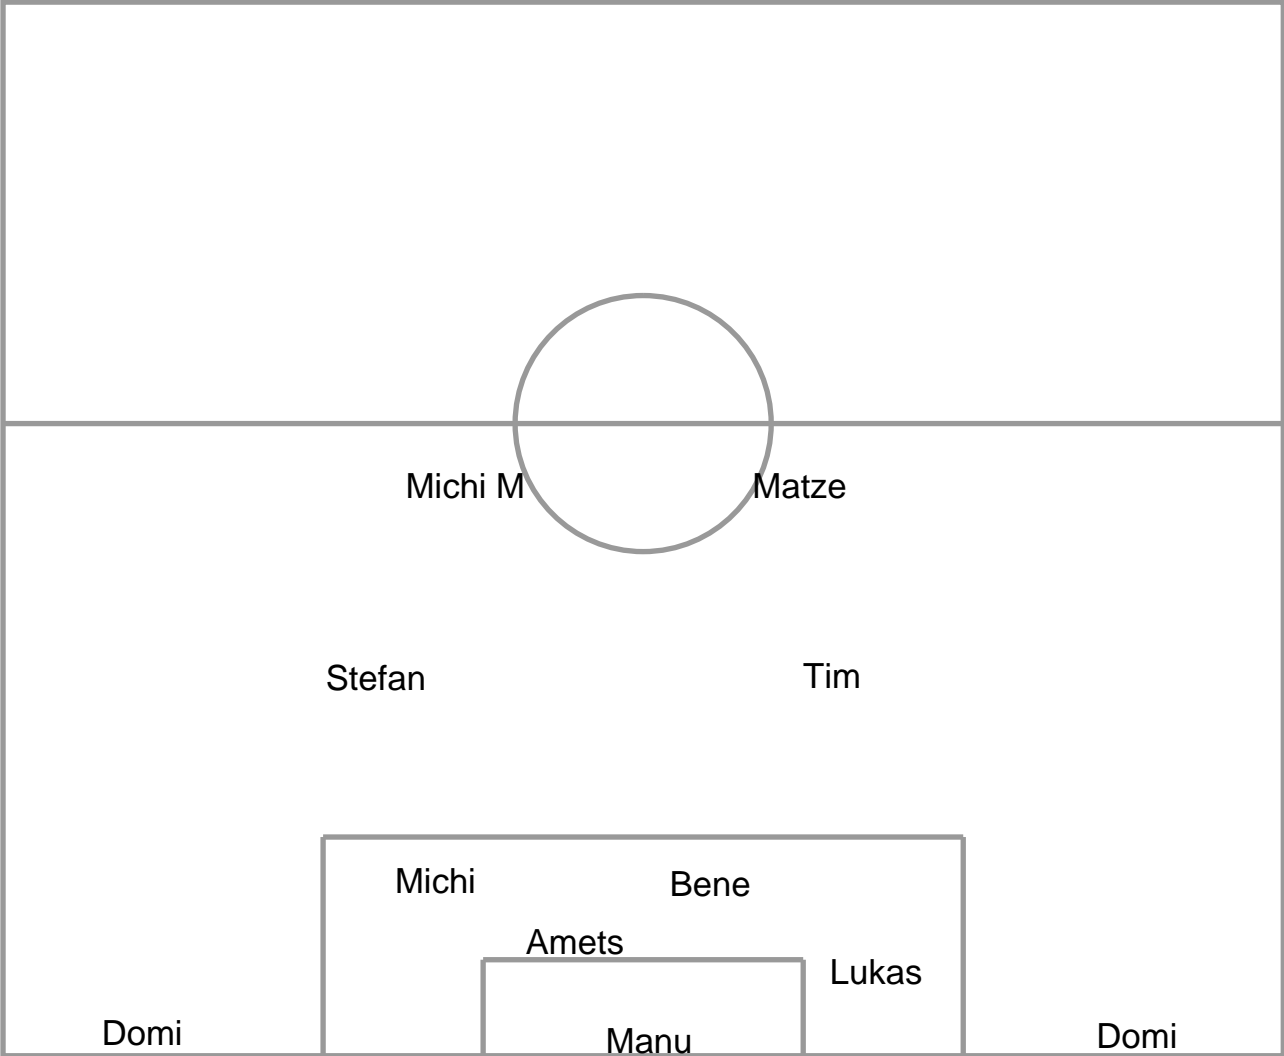 Michi M
Matze
Stefan
Tim
Michi
Bene
Amets
Lukas
Domi
Manu
Domi